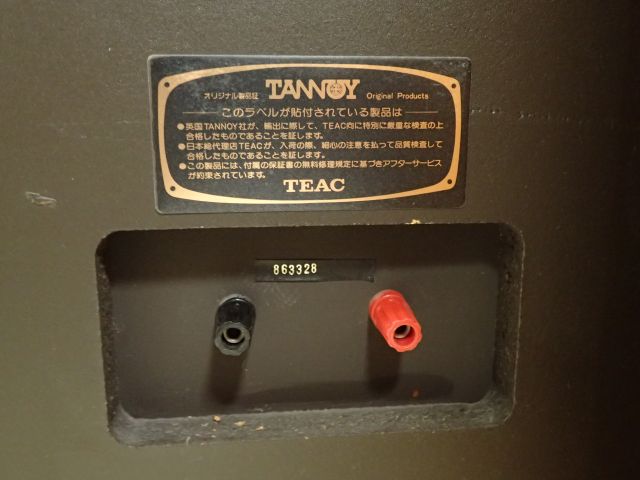 オリジナル製品証 TANNOY Original Products
このラベルが貼付されている製品は
●英国TANNOY社が、輸出に際して、TEAC向に特別に厳重な検査の上
合格したものであることを証します。
●日本総代理店TEACが、入荷の際、細心の注意を払って品質検査して
合格したものであることを証します。
●この製品には、付属の保証書の無料修理規定に基づきアフターサービス
が約束されています。
TEAC
863328